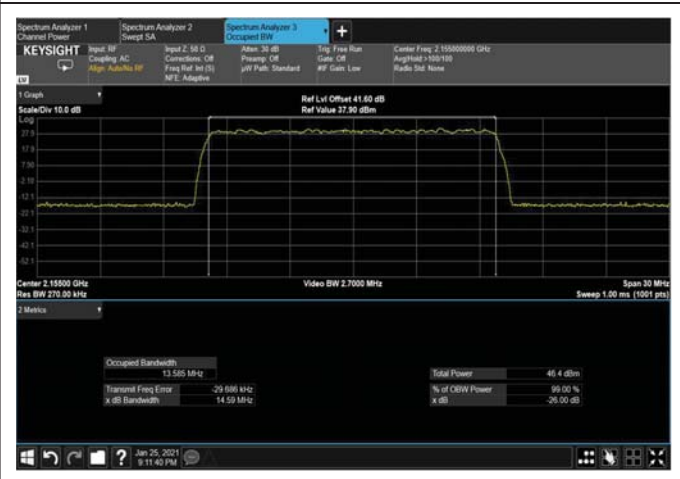 Spectrum Analyzer 1
Channel Power
Spectrum Analyzer 2
Swept SA
Spectrum Analyzer 3
Occupied BW
+
KEYSIGHT
Input: RF
Coupling: AC
Align: Auto/No RF
Input Z: 50 Ω
Corrections: Off
Freq Ref: Int (S)
NFE: Adaptive
Atten: 30 dB
Preamp: Off
µW Path: Standard
Trig: Free Run
Gate: Off
#IF Gain: Low
Center Freq: 2.155000000 GHz
Avg|Hold:>100/100
Radio Std: None
1 Graph
Scale/Div 10.0 dB
Ref Lvl Offset 41.60 dB
Ref Value 37.90 dBm
Log
27.9
17.9
7.90
-2.10
-12.1
-22.1
-32.1
-42.1
-52.1
Center 2.15500 GHz
Res BW 270.00 kHz
Video BW 2.7000 MHz
Span 30 MHz
Sweep 1.00 ms (1001 pts)
2 Metrics
Occupied Bandwidth
13.585 MHz
Transmit Freq Error -29.686 kHz
x dB Bandwidth 14.59 MHz
Total Power 46.4 dBm
% of OBW Power 99.00 %
x dB -26.00 dB
?
Jan 25, 2021
9:11:40 PM